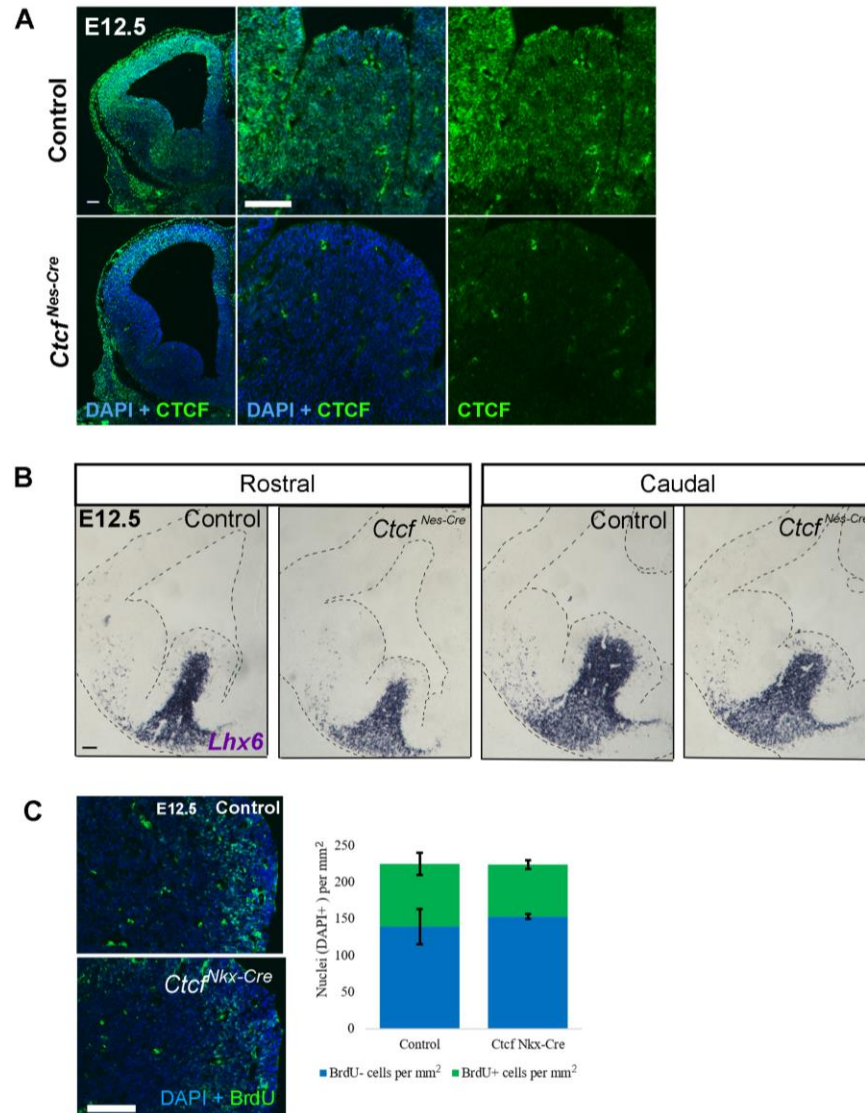 A
E12.5
Control
Ctcf Nes-Cre
DAPI + CTCF
DAPI + CTCF
CTCF
B
Rostral
Caudal
E12.5 Control
Ctcf Nes-Cre
Control
Ctcf Nes-Cre
Lhx6
C
E12.5 Control
Ctcf Nkx-Cre
DAPI + BrdU
Nuclei (DAPI+ ) per mm²
250
200
150
100
50
0
Control
Ctcf Nkx-Cre
BrdU- cells per mm²
BrdU+ cells per mm²